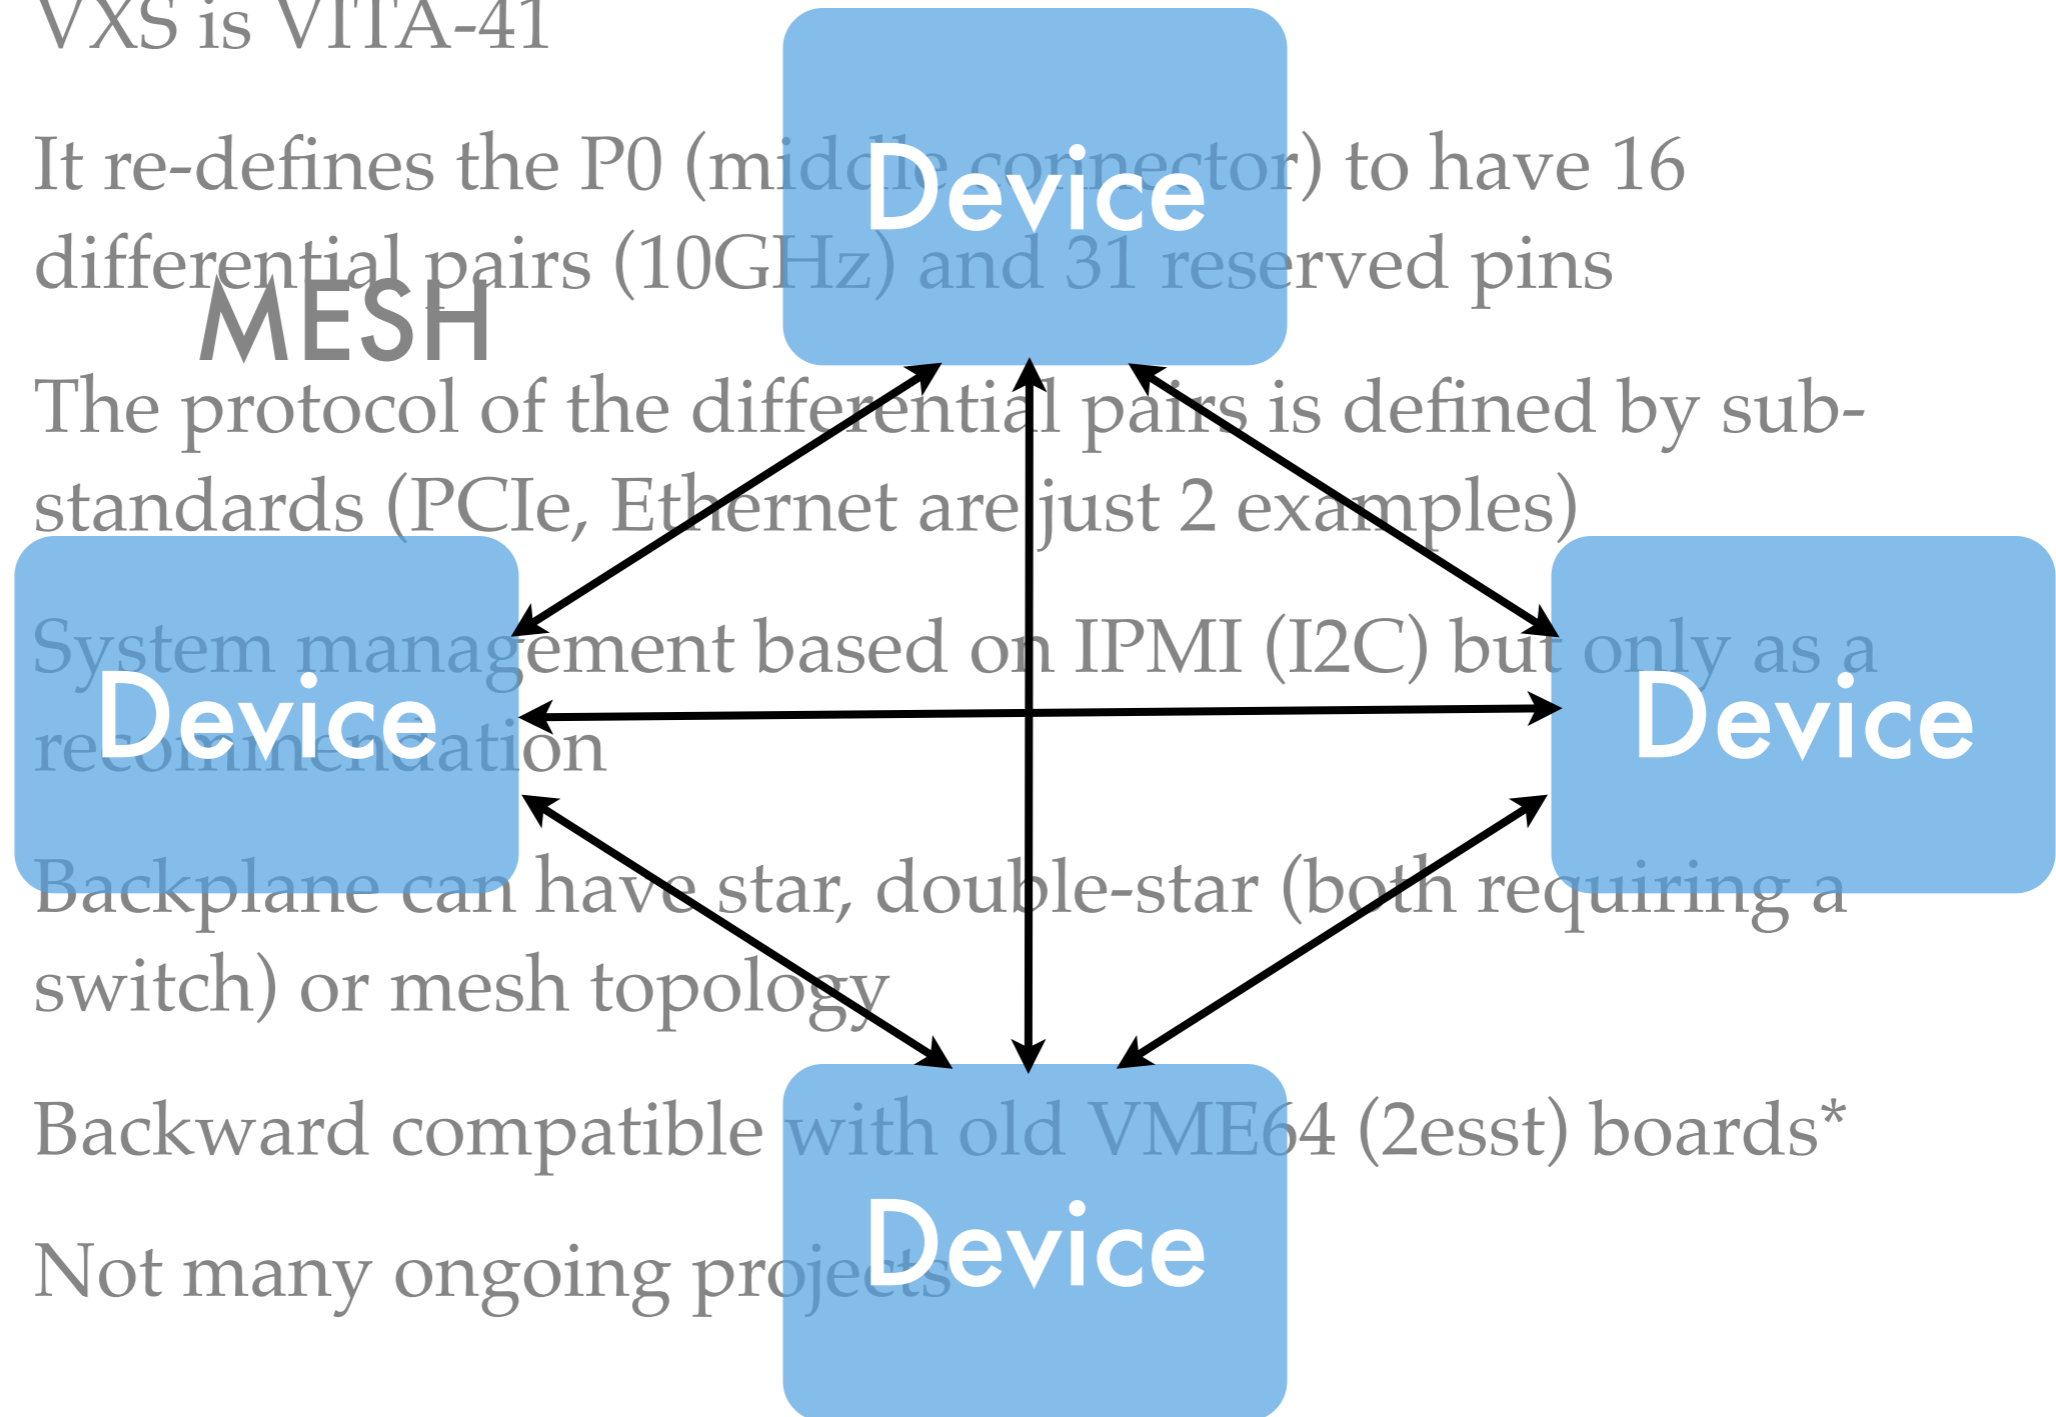 VXS is VITA-41
It re-defines the P0 (middle connector) to have 16
differential pairs (10GHz) and 31 reserved pins
MESH
The protocol of the differential pairs is defined by sub-
standards (PCIe, Ethernet are just 2 examples)
System management based on IPMI (I2C) but only as a
recommendation
Backplane can have star, double-star (both requiring a
switch) or mesh topology
Backward compatible with old VME64 (2esst) boards*
Not many ongoing projects
Device
Device
Device
Device